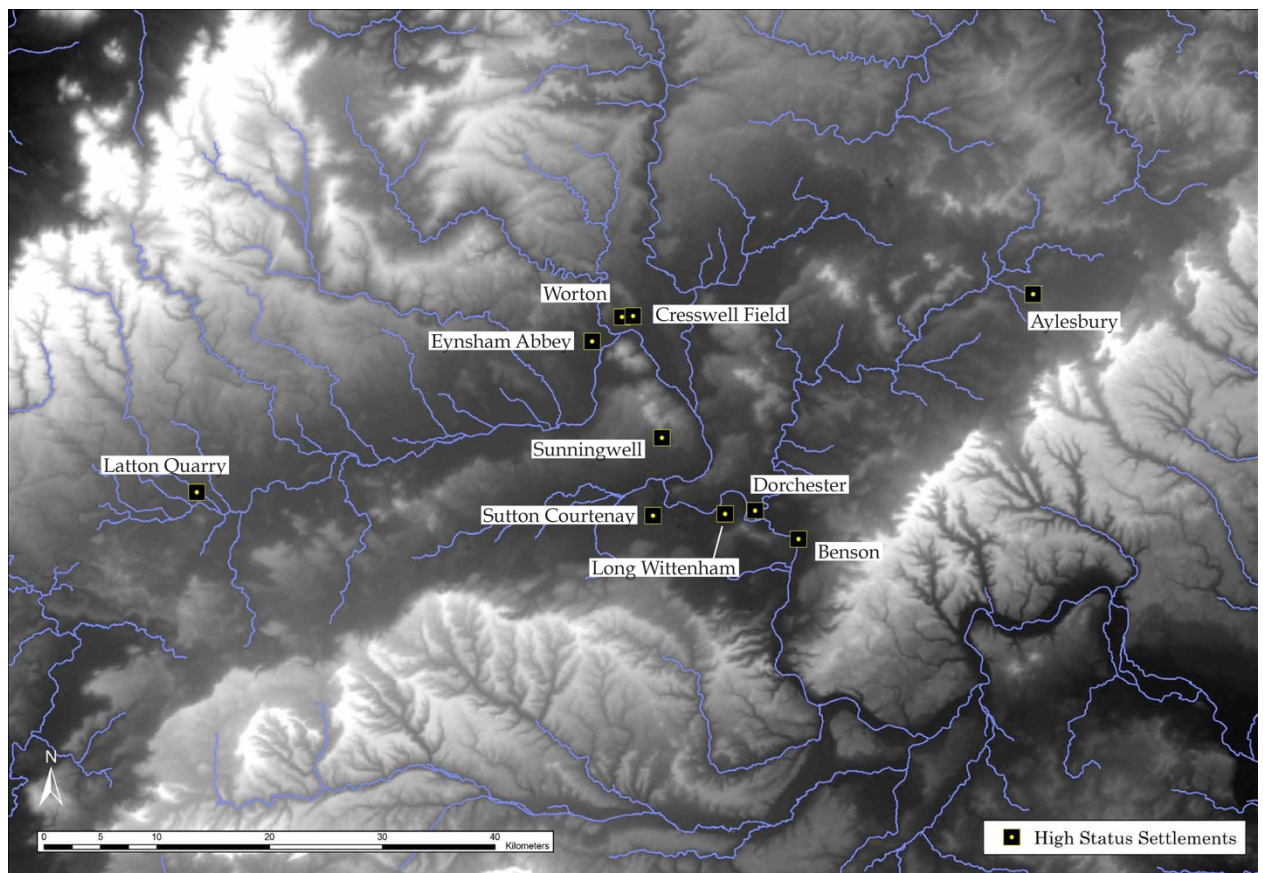 Worton
Cresswell Field
Aylesbury
Eynsham Abbey
Sunningwell
Latton Quarry
Dorchester
Sutton Courtenay
Benson
Long Wittenham
N
0 5 10 20 30 40
Kilometers
High Status Settlements